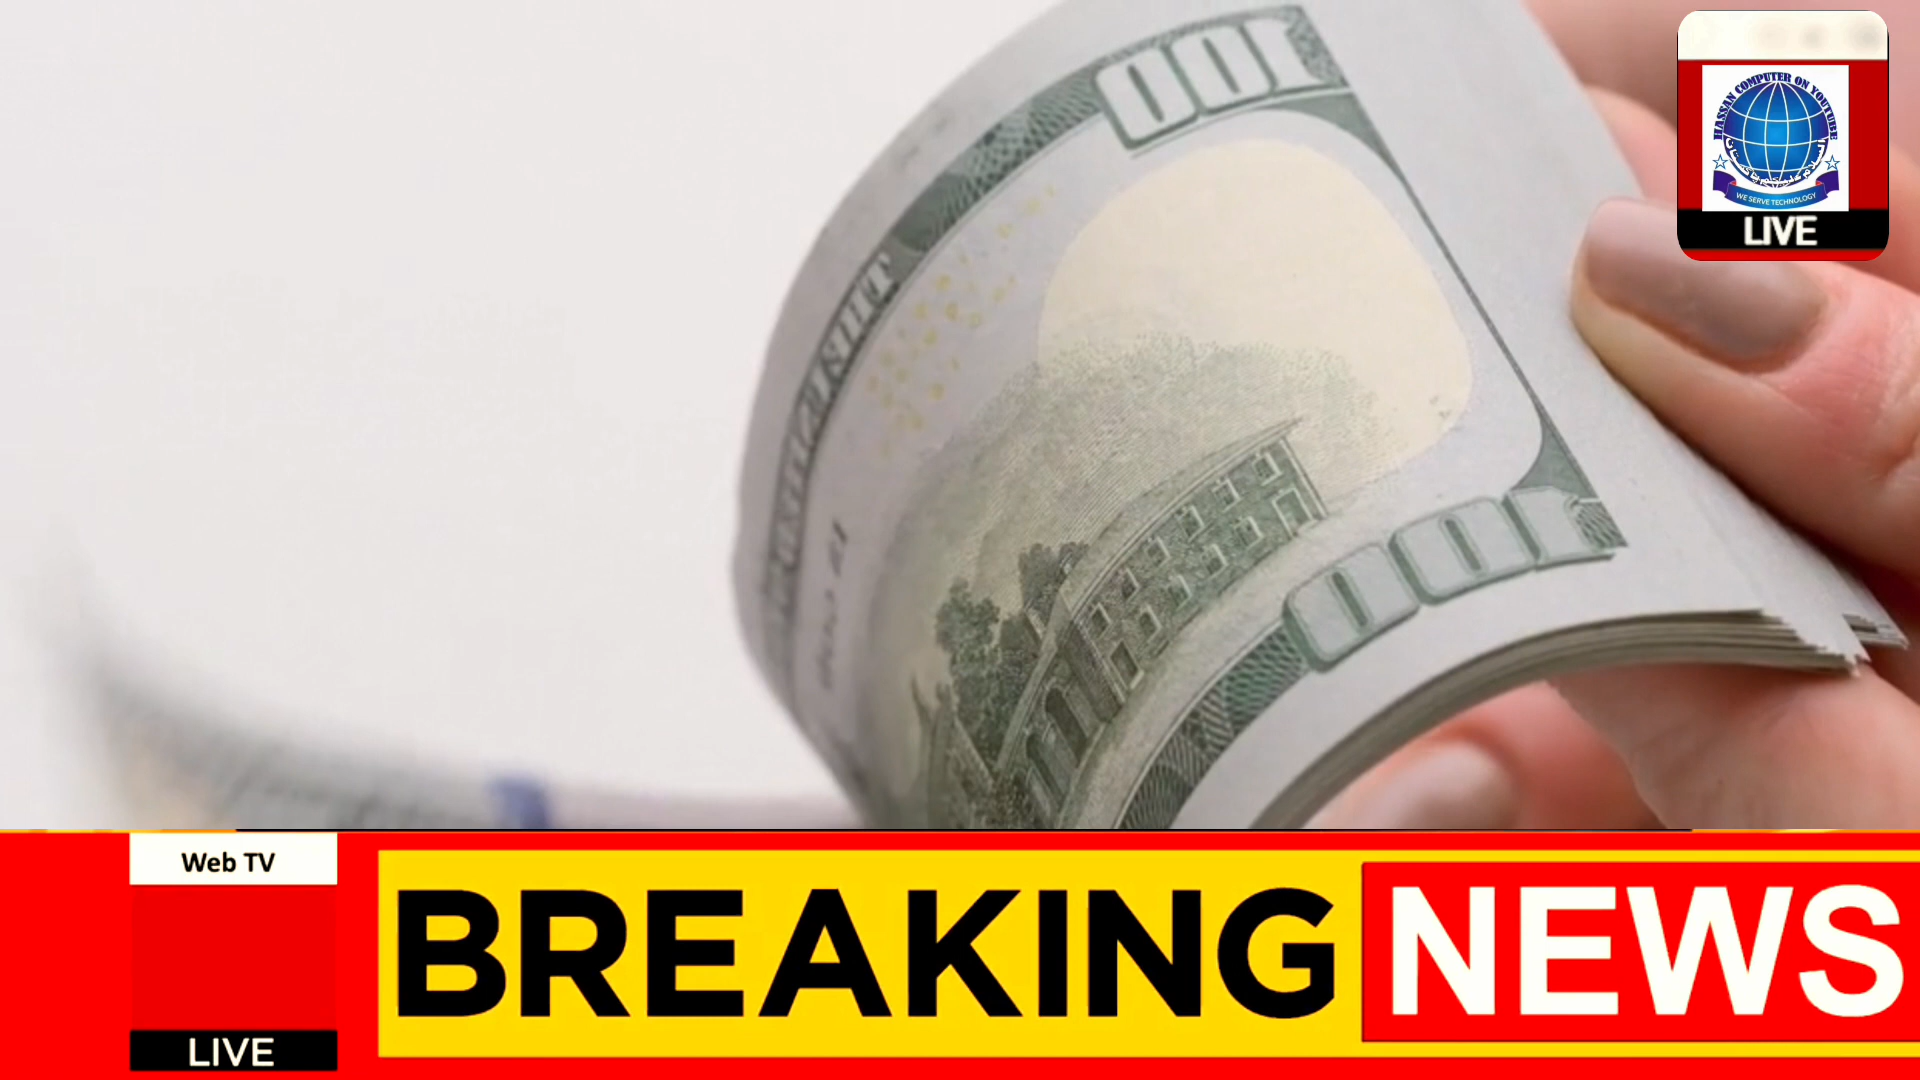 100
HASSAN COMPUTER ON YOUTUBE
WE SERVE TECHNOLOGY
LIVE
100
Web TV
BREAKING NEWS
LIVE